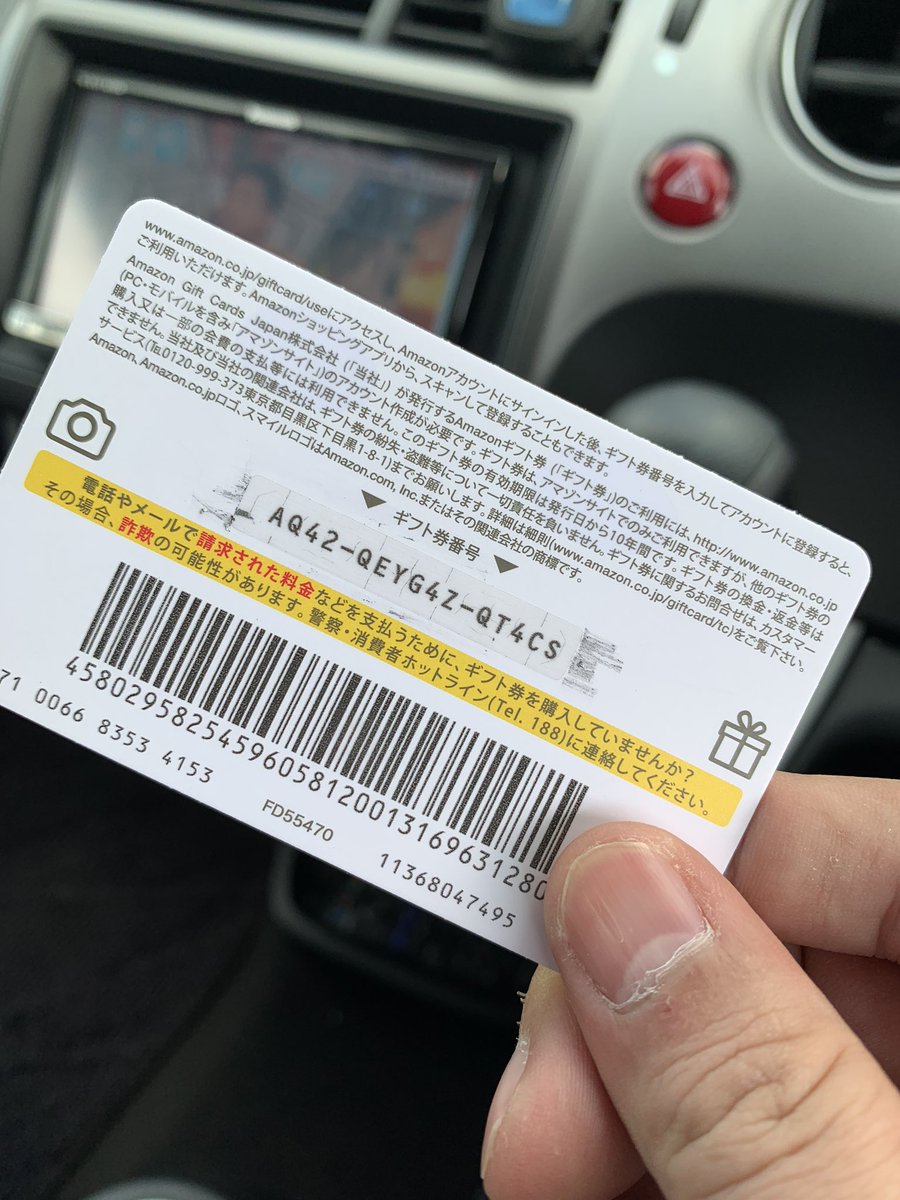 www.amazon.co.jp/giftcard/useにアクセスし、Amazonアカウントにサインインした後、ギフト券番号を入力してアカウントに登録すると、
ご利用いただけます。Amazonショッピングアプリから、スキャンして登録することもできます。
Amazon Gift Cards Japan株式会社（「当社」）が発行するAmazonギフト券（「ギフト券」）のご利用には、http://www.amazon.co.jp
(PC・モバイルを含み「アマゾンサイト」)のアカウント作成が必要です。ギフト券は、アマゾンサイトでのみご利用できますが、他のギフト券の
購入又は一部の会費の支払等には利用できません。このギフト券の有効期限は発行日から10年間です。ギフト券の換金・返金等は
できません。当社及び当社の関連会社は、ギフト券の紛失・盗難等について一切責任を負いません。ギフト券に関するお問合せは、カスタマー
サービス(℡0120-999-373東京都目黒区下目黒1-8-1)までお願いします。詳細は細則(www.amazon.co.jp/giftcard/tc)をご覧下さい。
Amazon, Amazon.co.jpロゴ、スマイルロゴはAmazon.com, Inc.またはその関連会社の商標です。
▼ ギフト券番号 ▼
AQ42-QEYG4Z-QT4CS
電話やメールで請求された料金などを支払うために、ギフト券を購入していませんか？
その場合、詐欺の可能性があります。警察・消費者ホットライン(Tel. 188)に連絡してください。
45802958254596058120013169631280
71 0066 8353 4153
FD55470
11368047495